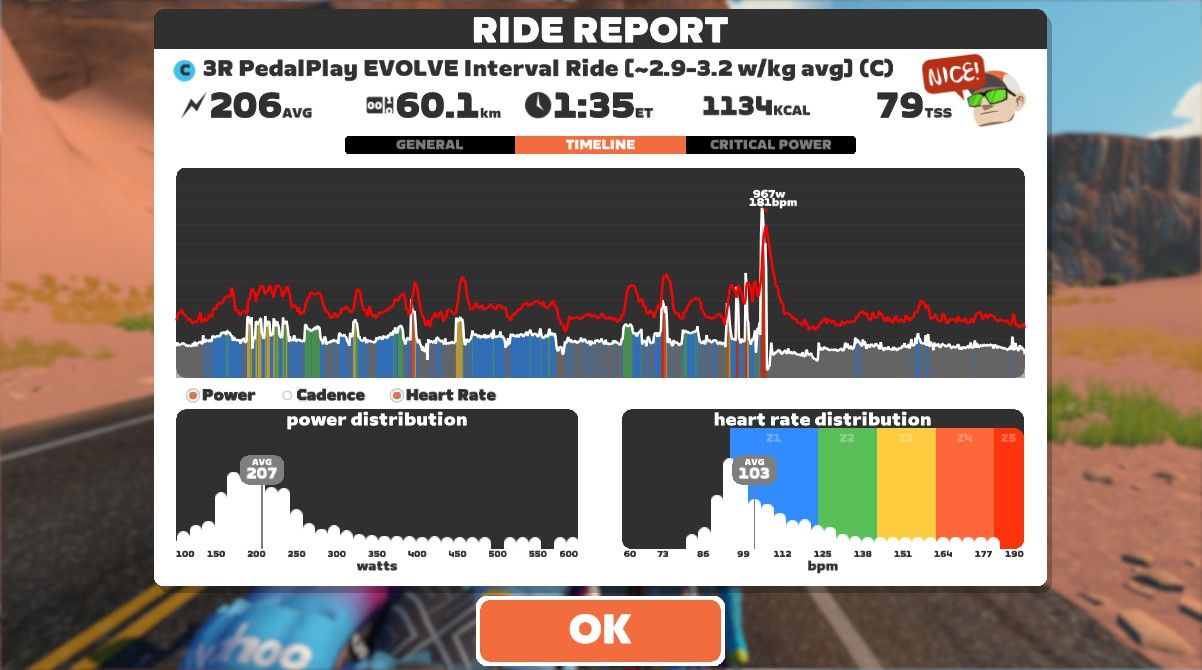 RIDE REPORT
C 3R PedalPlay EVOLVE Interval Ride [~2.9-3.2 w/kg avg] (C)
NICE!
206AVG 60.1km 1:35ET 1134KCAL 79TSS
GENERAL TIMELINE CRITICAL POWER
967w
181bpm
Power Cadence Heart Rate
power distribution
AVG
207
100 150 200 250 300 350 400 450 500 550 600
watts
heart rate distribution
Z1 Z2 Z3 Z4 Z5
AVG
103
60 73 86 99 112 125 138 151 164 177 190
bpm
OK